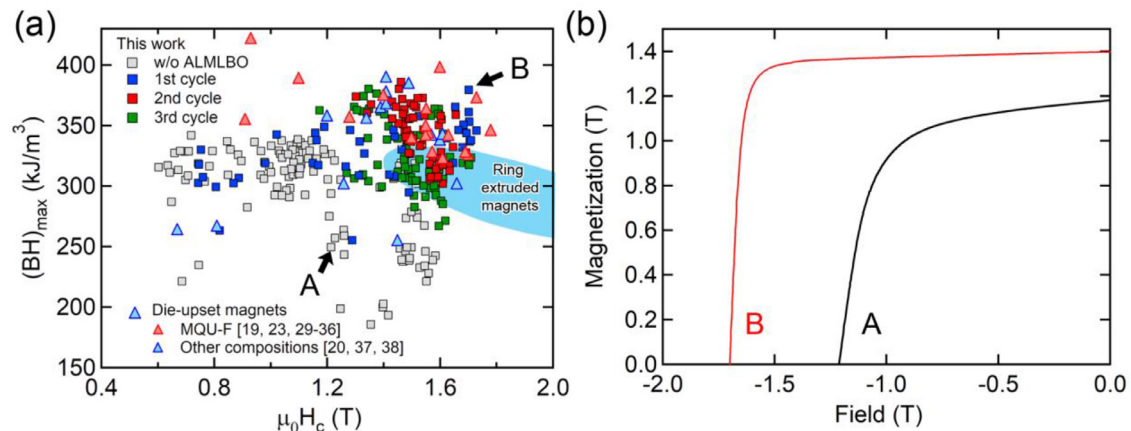 (a)
This work
w/o ALMLBO
1st cycle
2nd cycle
3rd cycle
B
A
Ring
extruded
magnets
Die-upset magnets
MQU-F [19, 23, 29-36]
Other compositions [20, 37, 38]
400
350
300
250
200
150
(BH)max (kJ/m³)
0.4
0.8
1.2
1.6
2.0
μ₀Hc (T)
(b)
1.4
1.2
1.0
0.8
0.6
0.4
1.2
0.0
Magnetization (T)
B
A
-2.0
-1.5
-1.0
-0.5
0.0
Field (T)